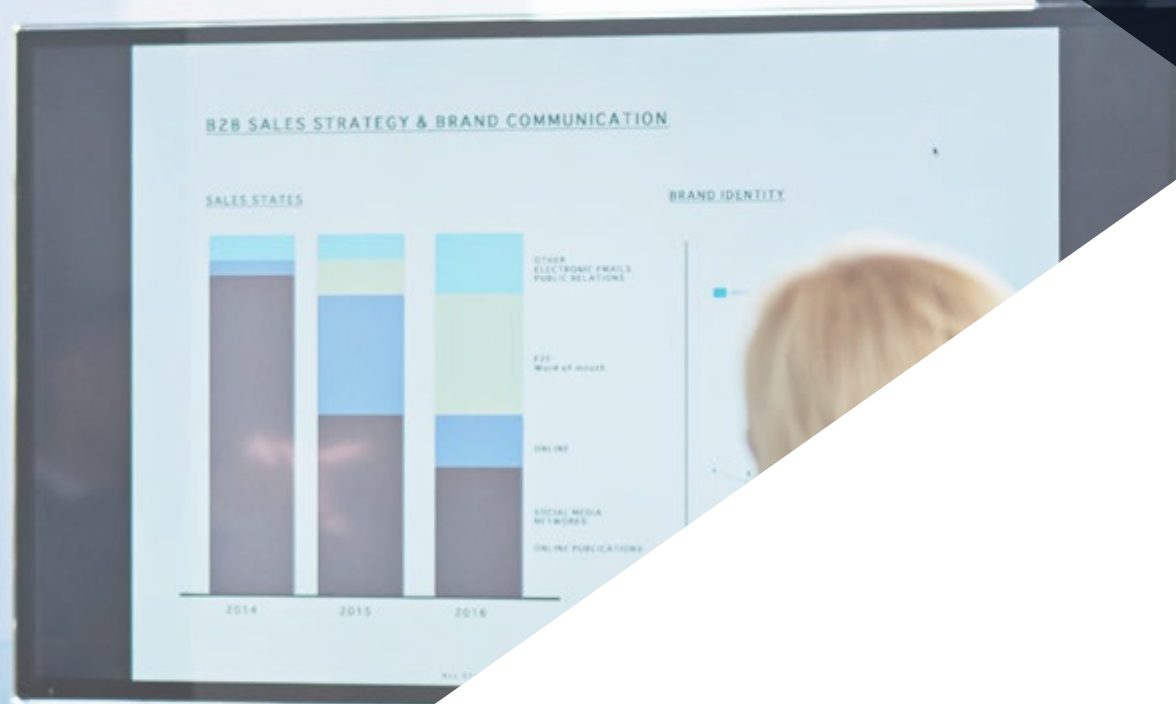 B2B SALES STRATEGY & BRAND COMMUNICATION
SALES STATES
BRAND IDENTITY
OTHER
ELECTRONIC EMAILS
PUBLIC RELATIONS
F2F
Word of mouth
ONLINE
SOCIAL MEDIA
NETWORKS
ONLINE PUBLICATIONS
2014
2015
2016